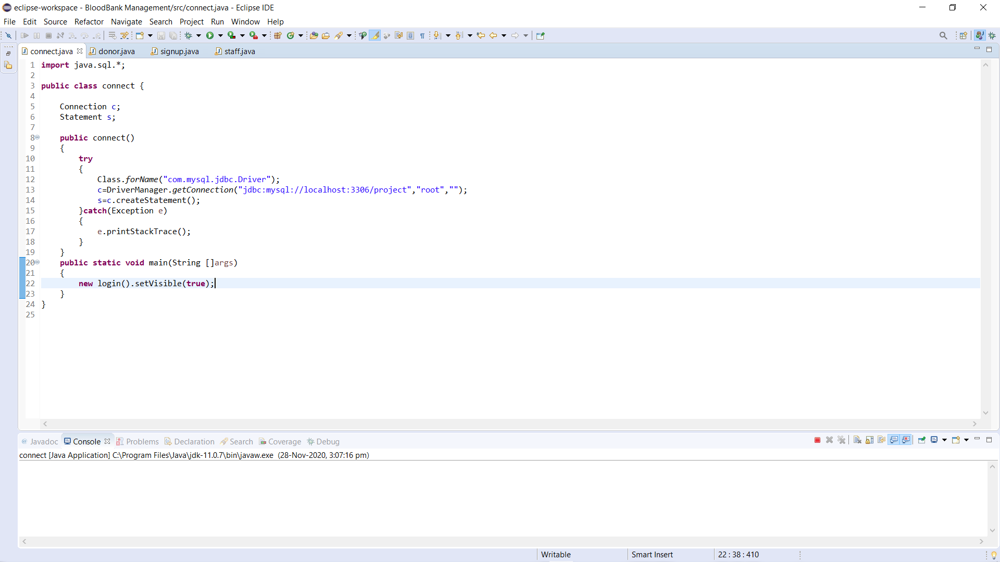 eclipse-workspace - BloodBank Management/src/connect.java - Eclipse IDE
File Edit Source Refactor Navigate Search Project Run Window Help
connect.java donor.java signup.java staff.java
1 import java.sql.*;
2
3 public class connect {
4
5 Connection c;
6 Statement s;
7
8 public connect()
9 {
10 try
11 {
12 Class.forName("com.mysql.jdbc.Driver");
13 c=DriverManager.getConnection("jdbc:mysql://localhost:3306/project","root","");
14 s=c.createStatement();
15 }catch(Exception e)
16 {
17 e.printStackTrace();
18 }
19 }
20 public static void main(String []args)
21 {
22 new login().setVisible(true);
23 }
24 }
25
@ Javadoc Console Problems Declaration Search Coverage Debug
connect [Java Application] C:\Program Files\Java\jdk-11.0.7\bin\javaw.exe (28-Nov-2020, 3:07:16 pm)
Writable Smart Insert 22 : 38 : 410